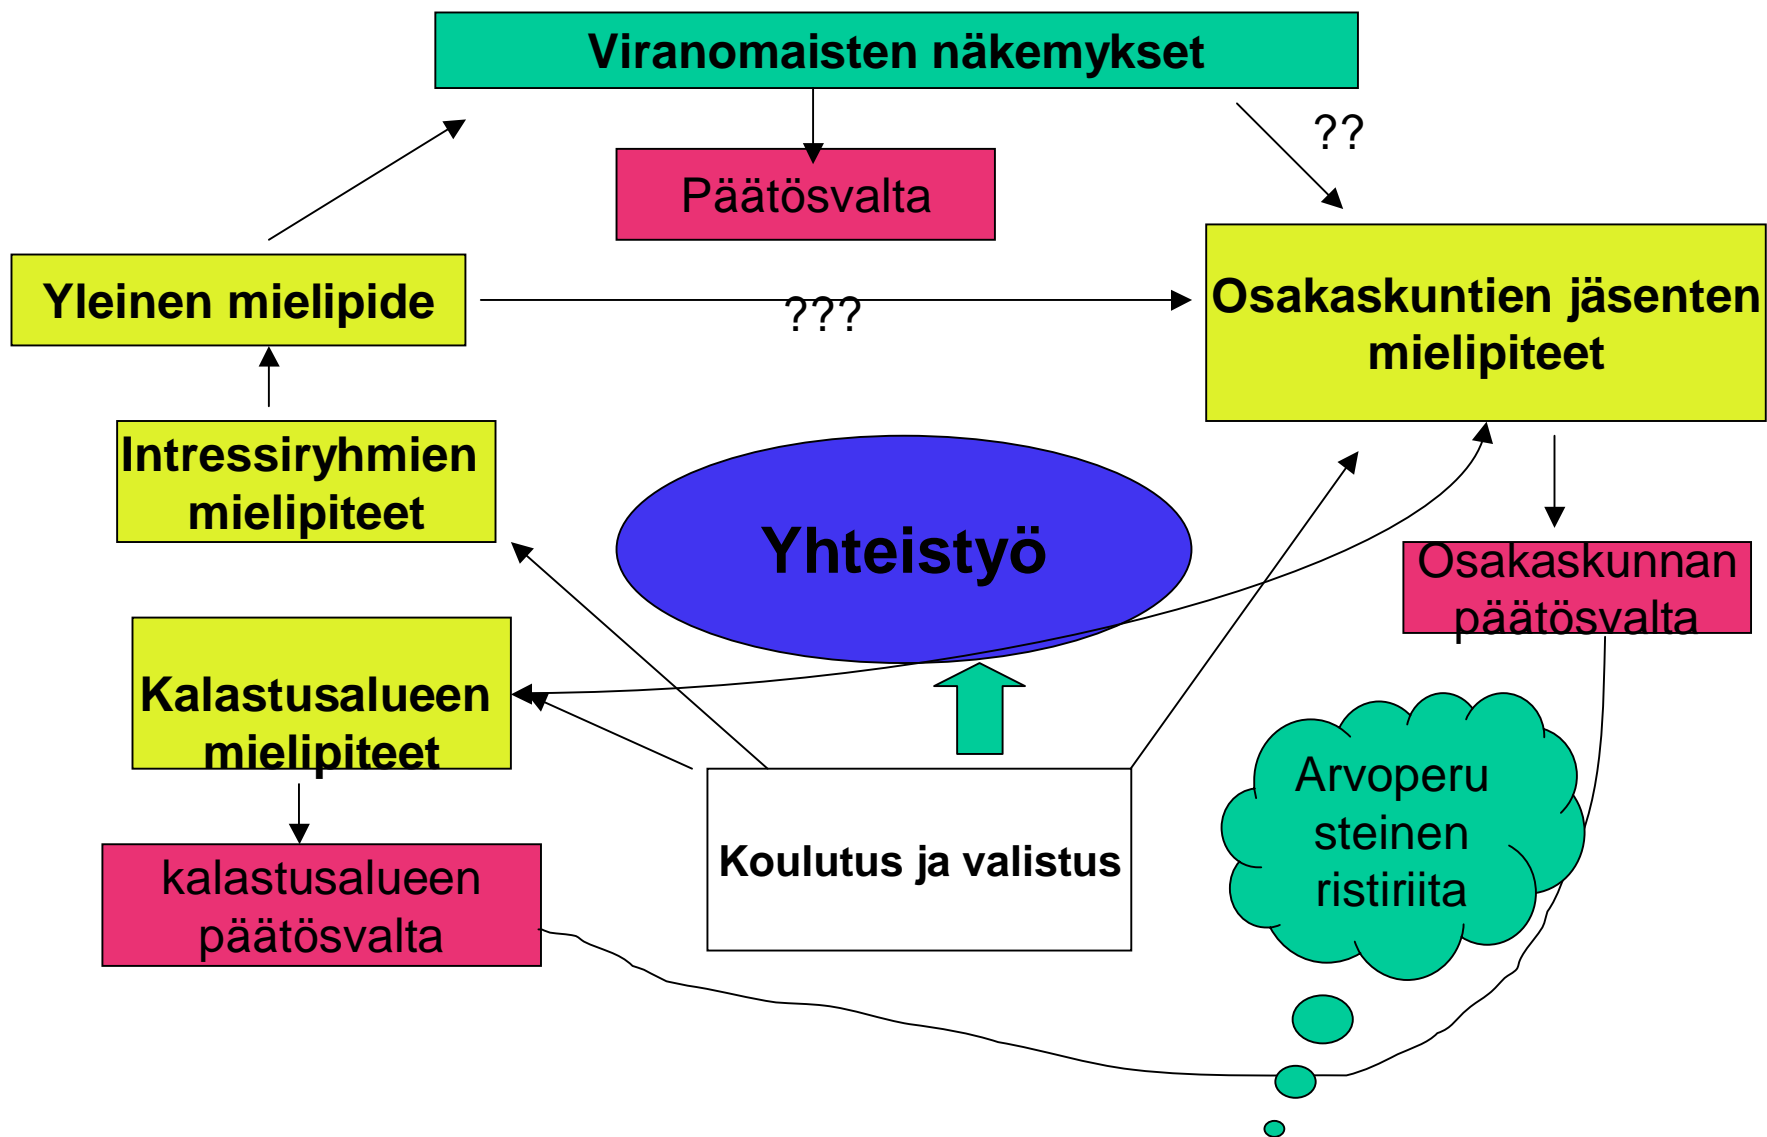 Viranomaisten näkemykset
??
Päätösvalta
Yleinen mielipide
???
Osakaskuntien jäsenten
mielipiteet
Intressiryhmien
mielipiteet
Yhteistyö
Osakaskunnan
päätösvalta
Kalastusalueen
mielipiteet
Arvoperu
steinen
ristiriita
Koulutus ja valistus
kalastusalueen
päätösvalta